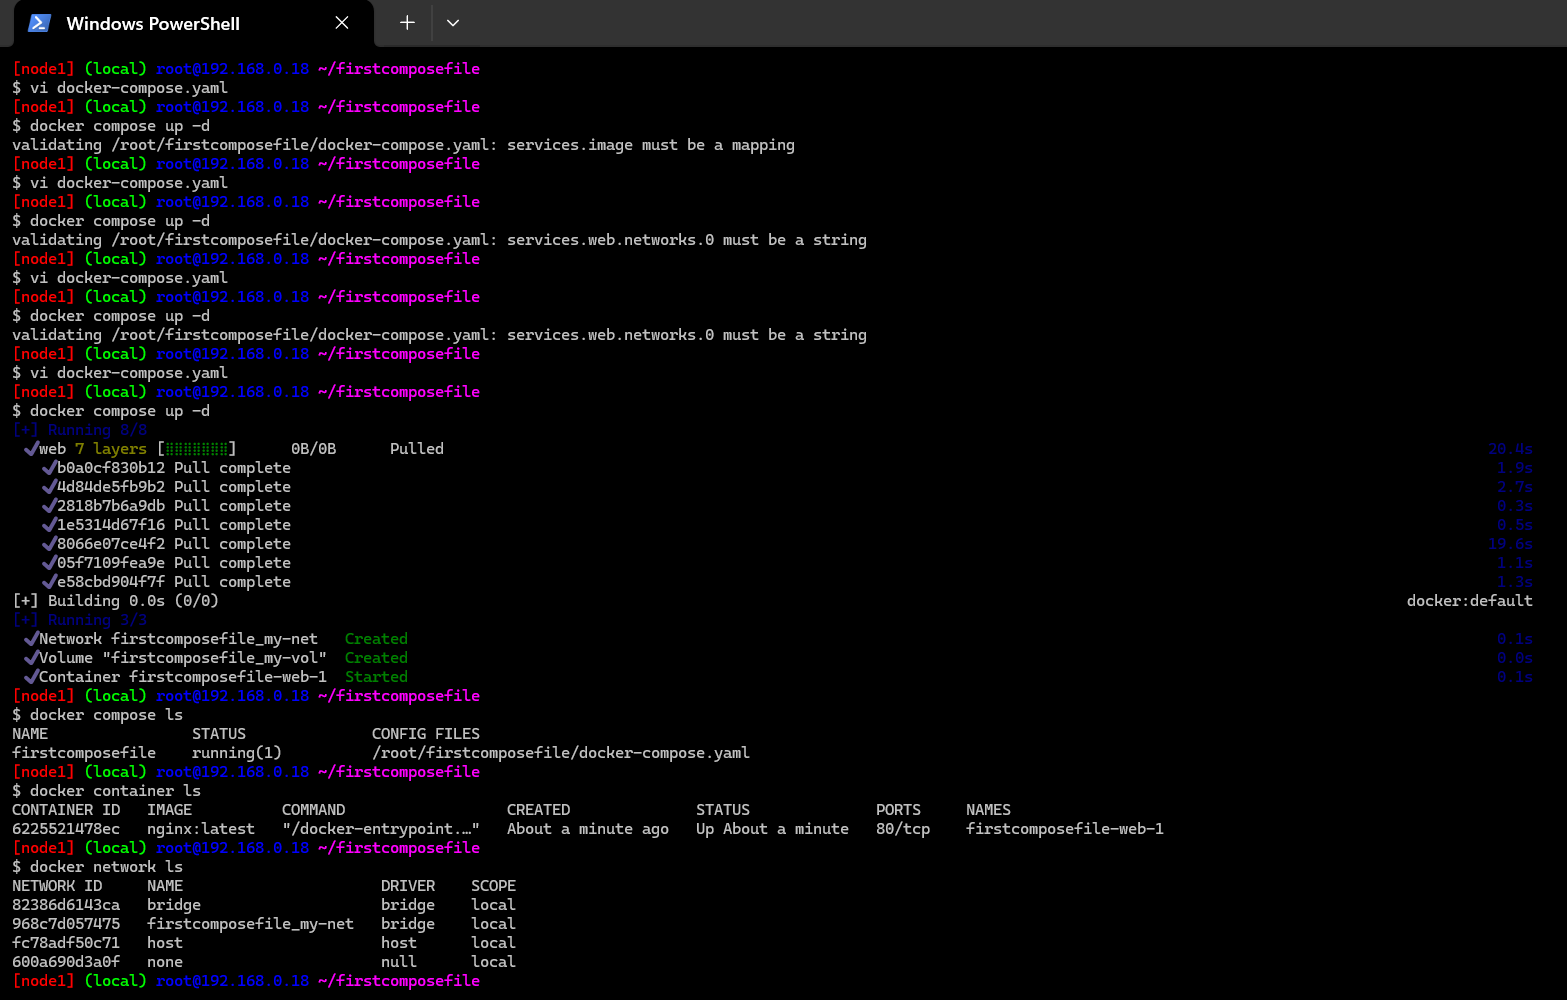 Windows PowerShell
[node1] (local) root@192.168.0.18 ~/firstcomposefile
$ vi docker-compose.yaml
[node1] (local) root@192.168.0.18 ~/firstcomposefile
$ docker compose up -d
validating /root/firstcomposefile/docker-compose.yaml: services.image must be a mapping
[node1] (local) root@192.168.0.18 ~/firstcomposefile
$ vi docker-compose.yaml
[node1] (local) root@192.168.0.18 ~/firstcomposefile
$ docker compose up -d
validating /root/firstcomposefile/docker-compose.yaml: services.web.networks.0 must be a string
[node1] (local) root@192.168.0.18 ~/firstcomposefile
$ vi docker-compose.yaml
[node1] (local) root@192.168.0.18 ~/firstcomposefile
$ docker compose up -d
validating /root/firstcomposefile/docker-compose.yaml: services.web.networks.0 must be a string
[node1] (local) root@192.168.0.18 ~/firstcomposefile
$ vi docker-compose.yaml
[node1] (local) root@192.168.0.18 ~/firstcomposefile
$ docker compose up -d
[+] Running 8/8
✔web 7 layers [⣿⣿⣿⣿⣿⣿⣿] 0B/0B Pulled 20.4s
✔b0a0cf830b12 Pull complete 1.9s
✔4d84de5fb9b2 Pull complete 2.7s
✔2818b7b6a9db Pull complete 0.3s
✔1e5314d67f16 Pull complete 0.5s
✔8066e07ce4f2 Pull complete 19.6s
✔05f7109fea9e Pull complete 1.1s
✔e58cbd904f7f Pull complete 1.3s
[+] Building 0.0s (0/0) docker:default
[+] Running 3/3
✔Network firstcomposefile_my-net Created 0.1s
✔Volume "firstcomposefile_my-vol" Created 0.0s
✔Container firstcomposefile-web-1 Started 0.1s
[node1] (local) root@192.168.0.18 ~/firstcomposefile
$ docker compose ls
NAME STATUS CONFIG FILES
firstcomposefile running(1) /root/firstcomposefile/docker-compose.yaml
[node1] (local) root@192.168.0.18 ~/firstcomposefile
$ docker container ls
CONTAINER ID IMAGE COMMAND CREATED STATUS PORTS NAMES
6225521478ec nginx:latest "/docker-entrypoint.…" About a minute ago Up About a minute 80/tcp firstcomposefile-web-1
[node1] (local) root@192.168.0.18 ~/firstcomposefile
$ docker network ls
NETWORK ID NAME DRIVER SCOPE
82386d6143ca bridge bridge local
968c7d057475 firstcomposefile_my-net bridge local
fc78adf50c71 host host local
600a690d3a0f none null local
[node1] (local) root@192.168.0.18 ~/firstcomposefile